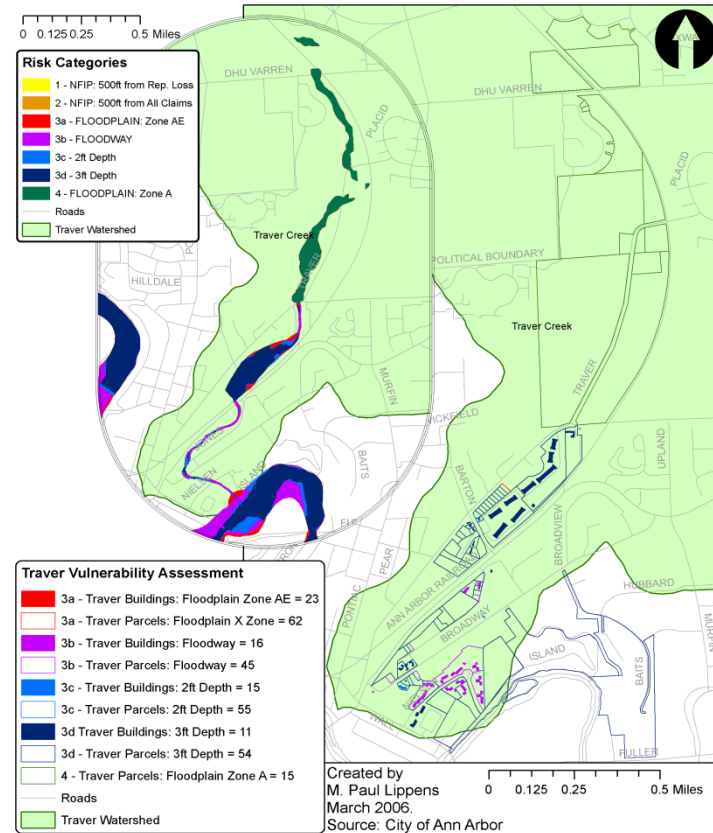 0 0.125 0.25 0.5 Miles
Risk Categories
1 - NFIP: 500ft from Rep. Loss
2 - NFIP: 500ft from All Claims
3a - FLOODPLAIN: Zone AE
3b - FLOODWAY
3c - 2ft Depth
3d - 3ft Depth
4 - FLOODPLAIN: Zone A
Roads
Traver Watershed
DHU VARREN
PLACID
Traver Creek
TRAVER
HILLDALE
MURFIN
JONES
NIELSEN
ISLAND
BAITS
DHU VARREN
PLACID
POLITICAL BOUNDARY
Traver Creek
TRAVER
BARTON
UPLAND
BROADVIEW
PEAR
PONTIAC
ANN ARBOR RAILROAD
BROADWAY
HUBBARD
MURFIN
ISLAND
BAITS
WALL
FULLER
Traver Vulnerability Assessment
3a - Traver Buildings: Floodplain Zone AE = 23
3a - Traver Parcels: Floodplain X Zone = 62
3b - Traver Buildings: Floodway = 16
3b - Traver Parcels: Floodway = 45
3c - Traver Buildings: 2ft Depth = 15
3c - Traver Parcels: 2ft Depth = 55
3d Traver Buildings: 3ft Depth = 11
3d - Traver Parcels: 3ft Depth = 54
4 - Traver Parcels: Floodplain Zone A = 15
Roads
Traver Watershed
Created by
M. Paul Lippens
March 2006.
Source: City of Ann Arbor
0 0.125 0.25 0.5 Miles